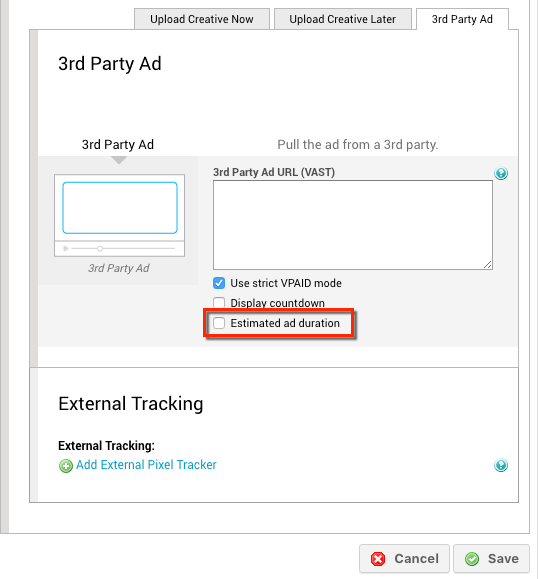 Upload Creative Now
Upload Creative Later
3rd Party Ad
3rd Party Ad
3rd Party Ad
Pull the ad from a 3rd party.
3rd Party Ad URL (VAST)
?
3rd Party Ad
Use strict VPAID mode
Display countdown
Estimated ad duration
External Tracking
External Tracking:
Add External Pixel Tracker
?
Cancel
Save